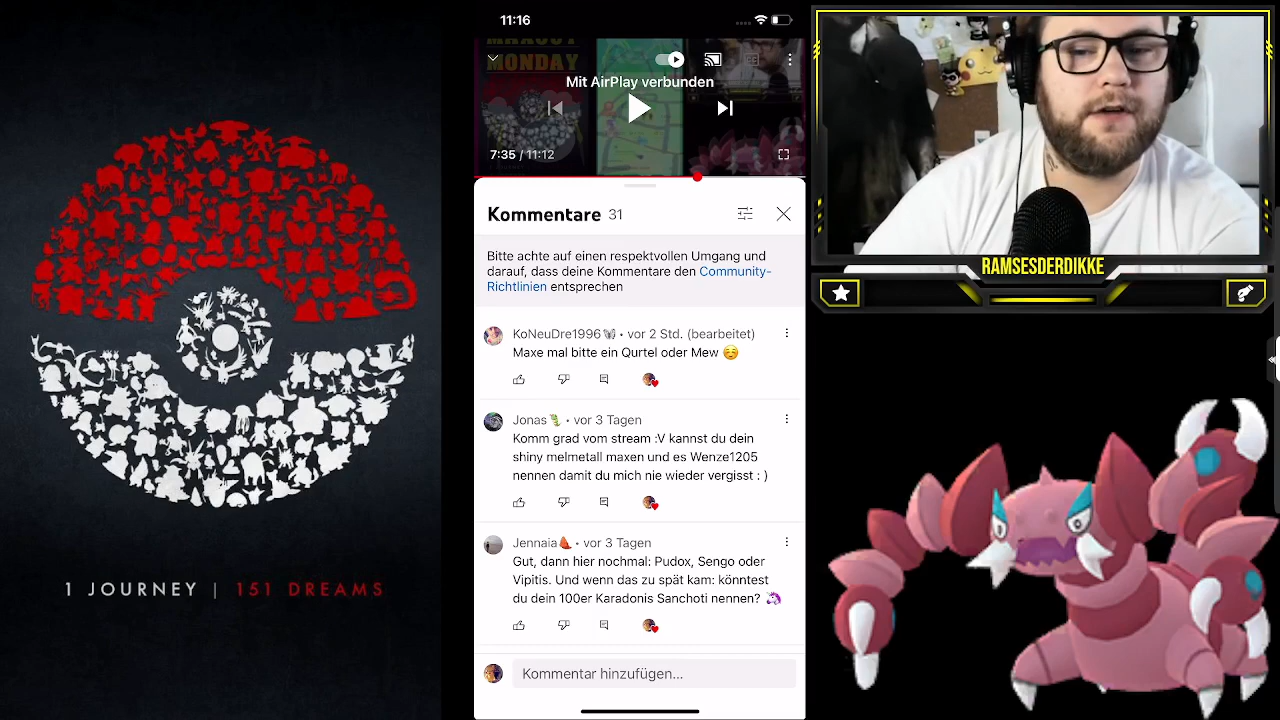 1 JOURNEY | 151 DREAMS
11:16
MONDAY
Mit AirPlay verbunden
7:35 / 11:12
Kommentare 31
Bitte achte auf einen respektvollen Umgang und
darauf, dass deine Kommentare den Community-
Richtlinien entsprechen
KoNeuDre1996🦋 • vor 2 Std. (bearbeitet)
Maxe mal bitte ein Qurtel oder Mew ☺️
Jonas🦎 • vor 3 Tagen
Komm grad vom stream :V kannst du dein
shiny melmetall maxen und es Wenze1205
nennen damit du mich nie wieder vergisst : )
Jennaia • vor 3 Tagen
Gut, dann hier nochmal: Pudox, Sengo oder
Vipitis. Und wenn das zu spät kam: könntest
du dein 100er Karadonis Sanchoti nennen? 🦄
Kommentar hinzufügen...
RAMSESDERDIKKE